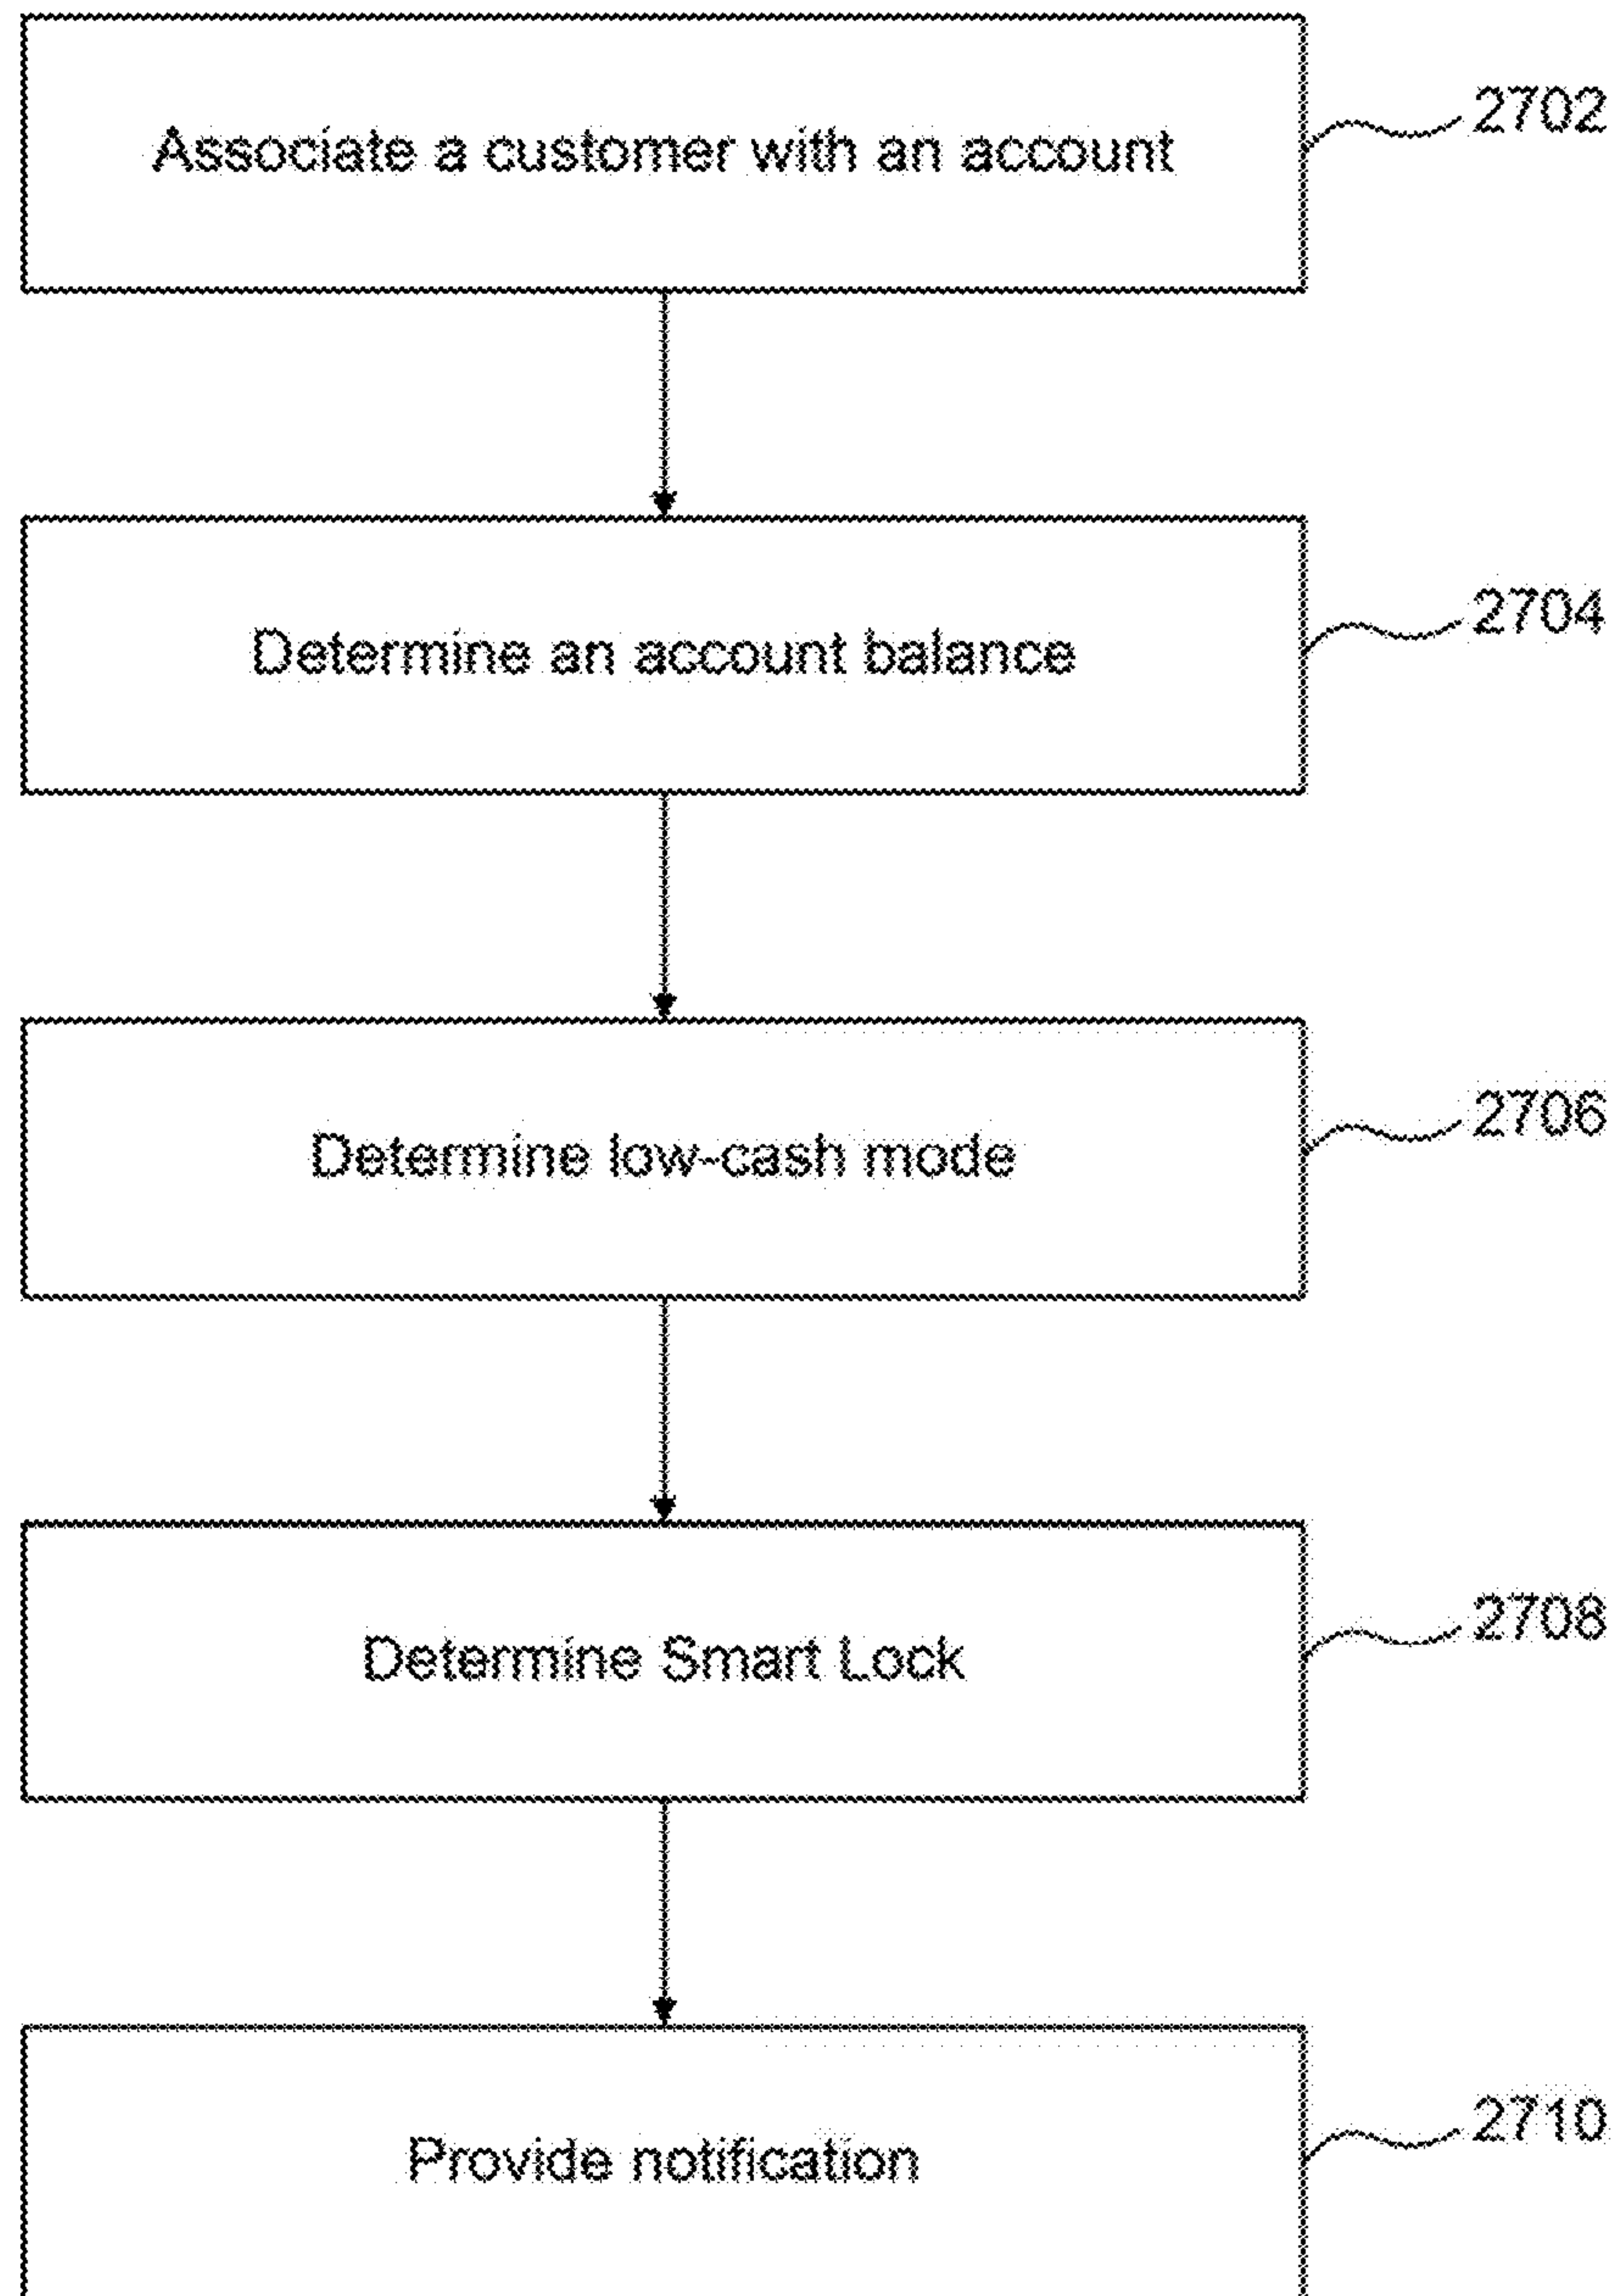 Associate a customer with an account
2702
Determine an account balance
2704
Determine low-cash mode
2706
Determine Smart Lock
2708
Provide notification
2710